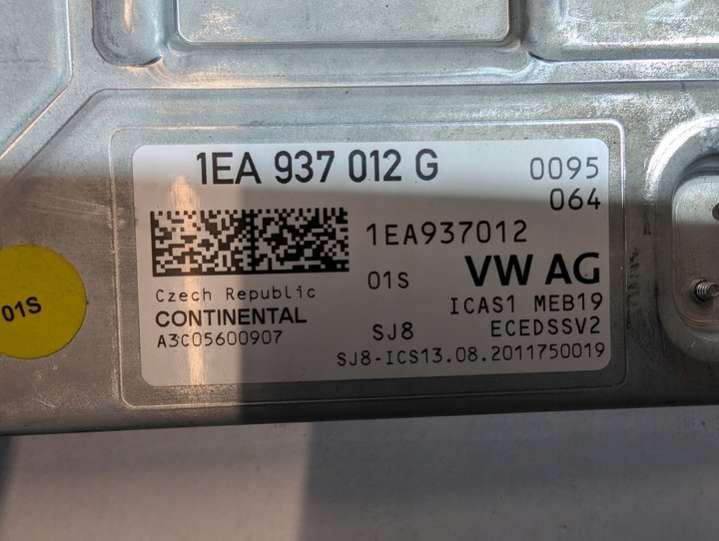 1EA 937 012 G
0095
064
1EA937012
01S
VW AG
Czech Republic
CONTINENTAL
A3C05600907
ICAS1 MEB19
SJ8
ECEDSSV2
SJ8-ICS13.08.2011750019
01S